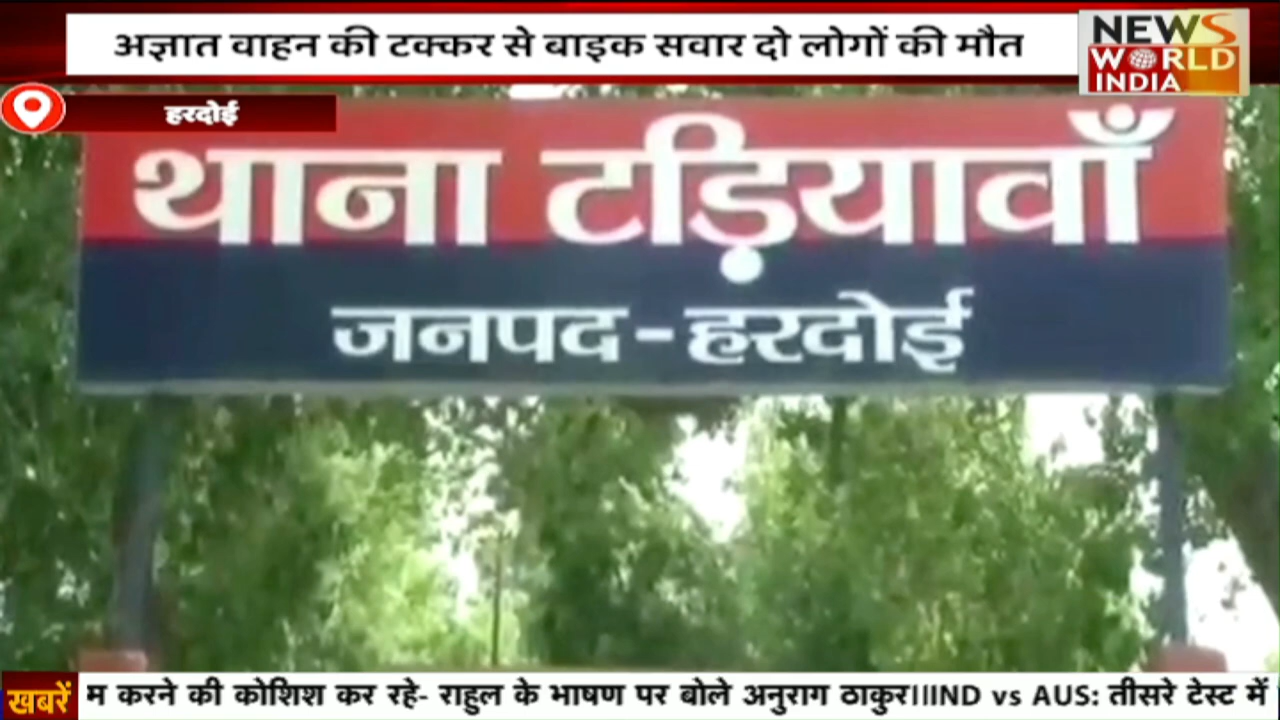 अज्ञात वाहन की टक्कर से बाइक सवार दो लोगों की मौत
NEWS
WORLD
INDIA
हरदोई
थाना टड़ियावाँ
जनपद-हरदोई
खबरें म करने की कोशिश कर रहे- राहुल के भाषण पर बोले अनुराग ठाकुर।।IND vs AUS: तीसरे टेस्ट में